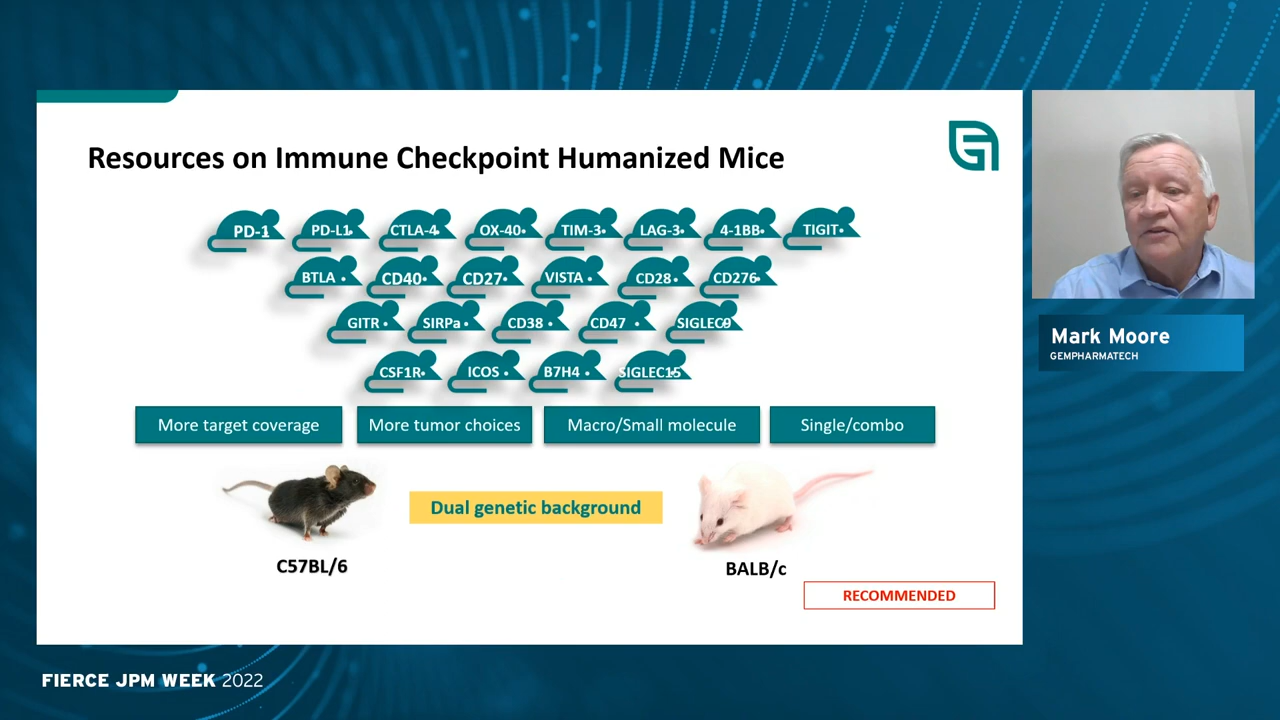 Resources on Immune Checkpoint Humanized Mice
PD-1 PD-L1 CTLA-4 OX-40 TIM-3 LAG-3 4-1BB TIGIT
BTLA CD40 CD27 VISTA CD28 CD276
GITR SIRPa CD38 CD47 SIGLEC9
CSF1R ICOS B7H4 SIGLEC15
More target coverage More tumor choices Macro/Small molecule Single/combo
Dual genetic background
C57BL/6 BALB/c
RECOMMENDED
Mark Moore
GEMPHARMATECH
FIERCE JPM WEEK 2022